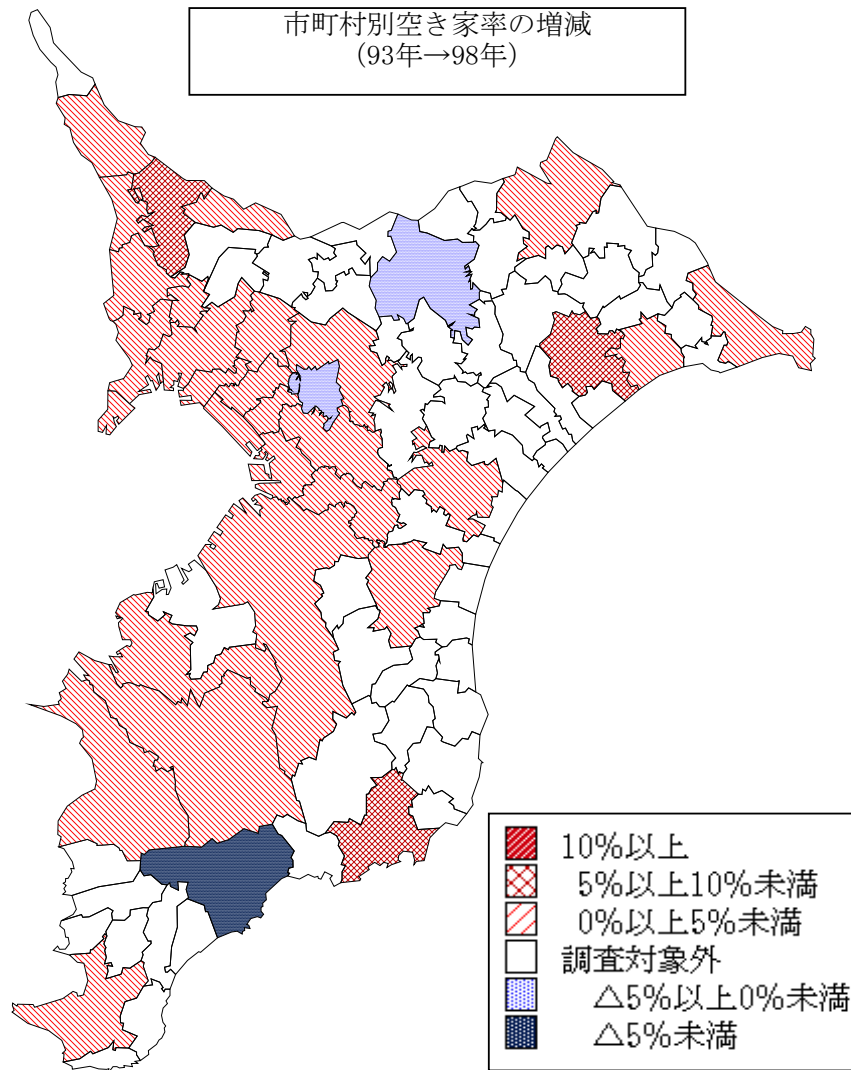 市町村別空き家率の増減
（93年→98年）
10%以上
5%以上10%未満
0%以上5%未満
調査対象外
△5%以上0%未満
△5%未満